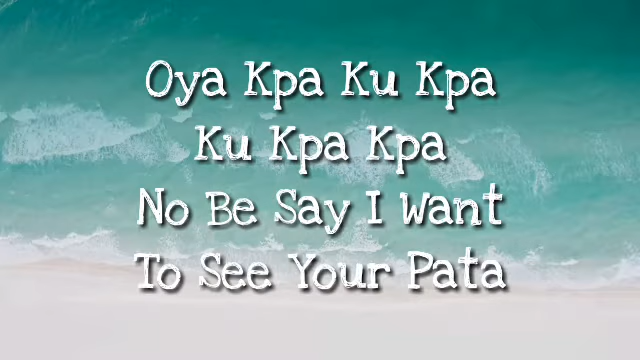 Oya Kpa Ku Kpa
Ku Kpa Kpa
No Be Say I Want
To See Your Pata